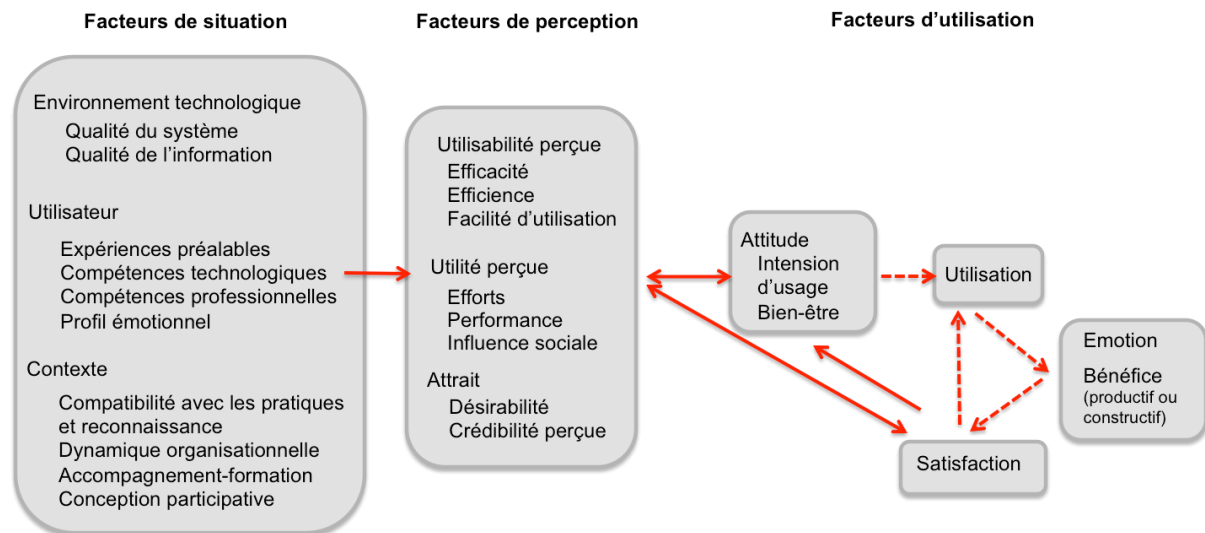 Facteurs de situation
Facteurs de perception
Facteurs d'utilisation
Environnement technologique
Qualité du système
Qualité de l'information
Utilisateur
Expériences préalables
Compétences technologiques
Compétences professionnelles
Profil émotionnel
Contexte
Compatibilité avec les pratiques
et reconnaissance
Dynamique organisationnelle
Accompagnement-formation
Conception participative
Utilisabilité perçue
Efficacité
Efficience
Facilité d'utilisation
Utilité perçue
Efforts
Performance
Influence sociale
Attrait
Désirabilité
Crédibilité perçue
Attitude
Intension
d'usage
Bien-être
Utilisation
Emotion
Bénéfice
(productif ou
constructif)
Satisfaction